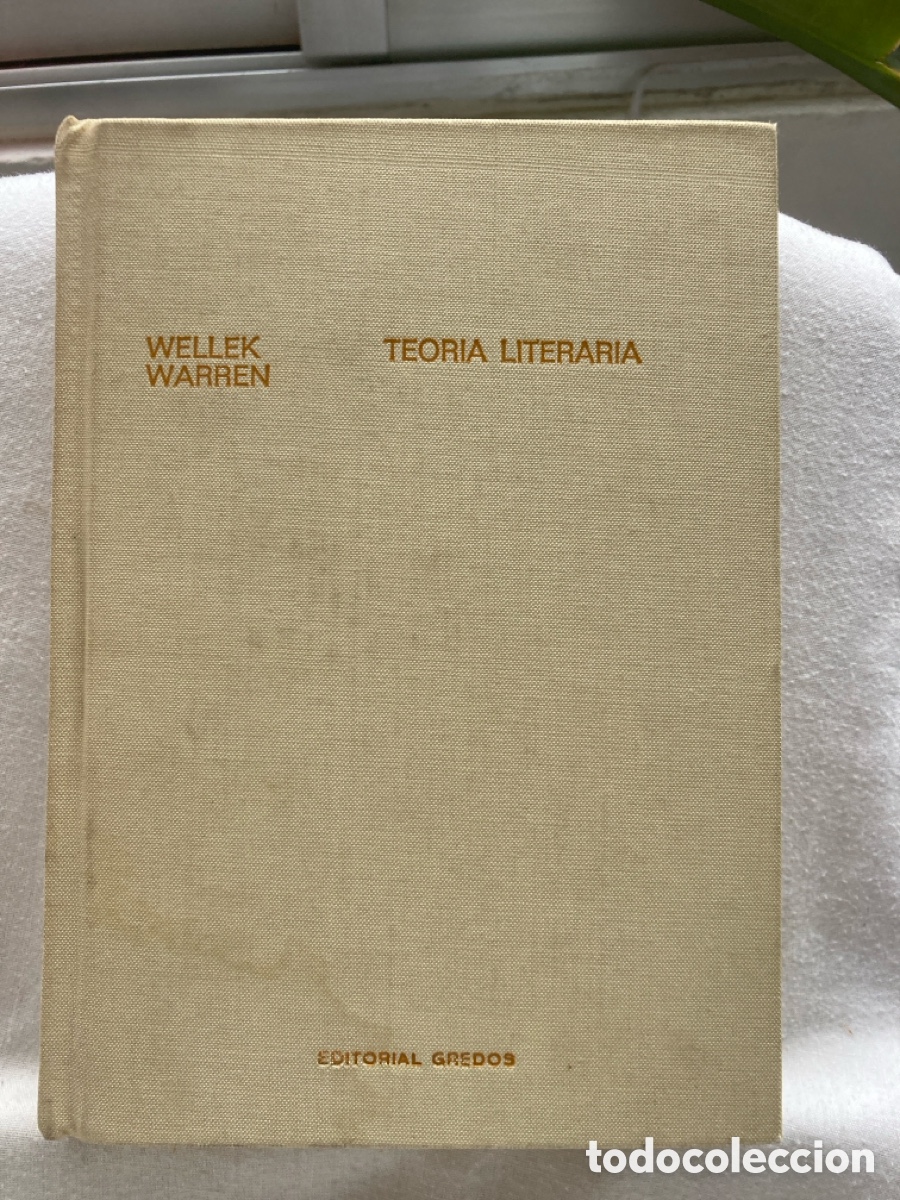 WELLEK
WARREN
TEORIA LITERARIA
EDITORIAL GREDOS
todocoleccion